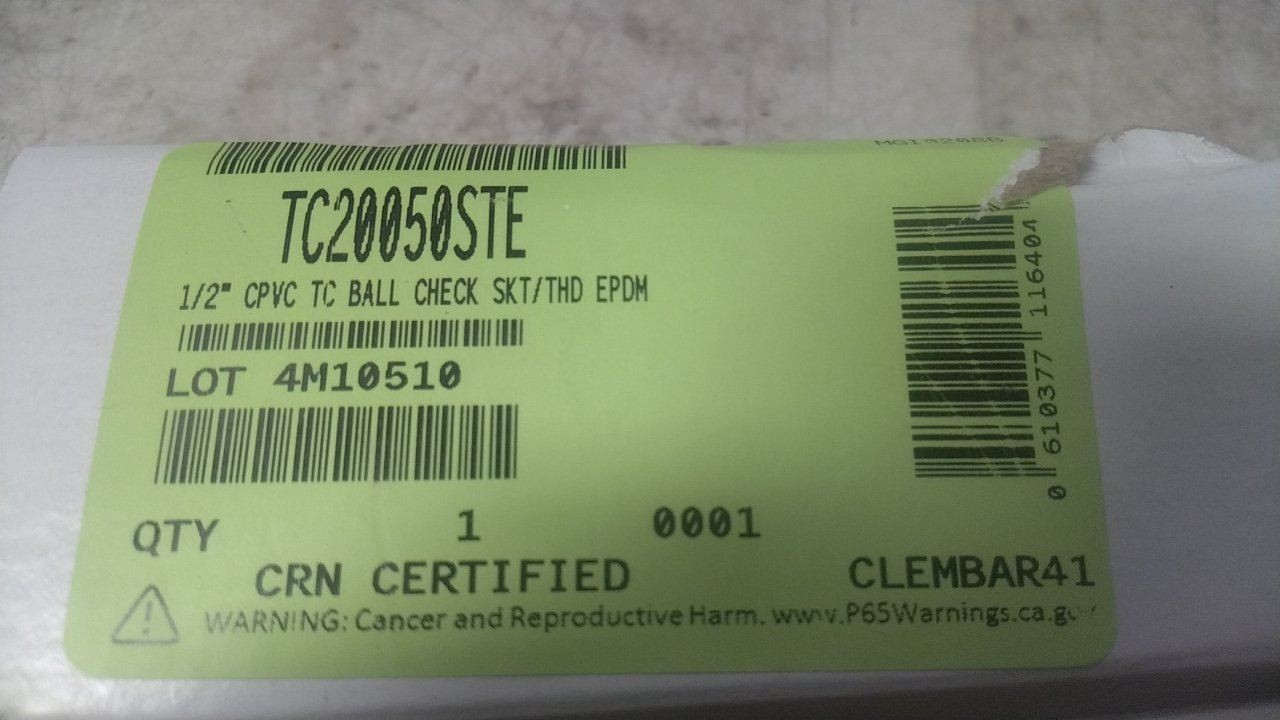 TC20050STE
1/2" CPVC TC BALL CHECK SKT/THD EPDM
LOT 4M10510
QTY 1 0001
CRN CERTIFIED
CLEMBAR41
WARNING: Cancer and Reproductive Harm. www.P65Warnings.ca.gov
0 610377 116404